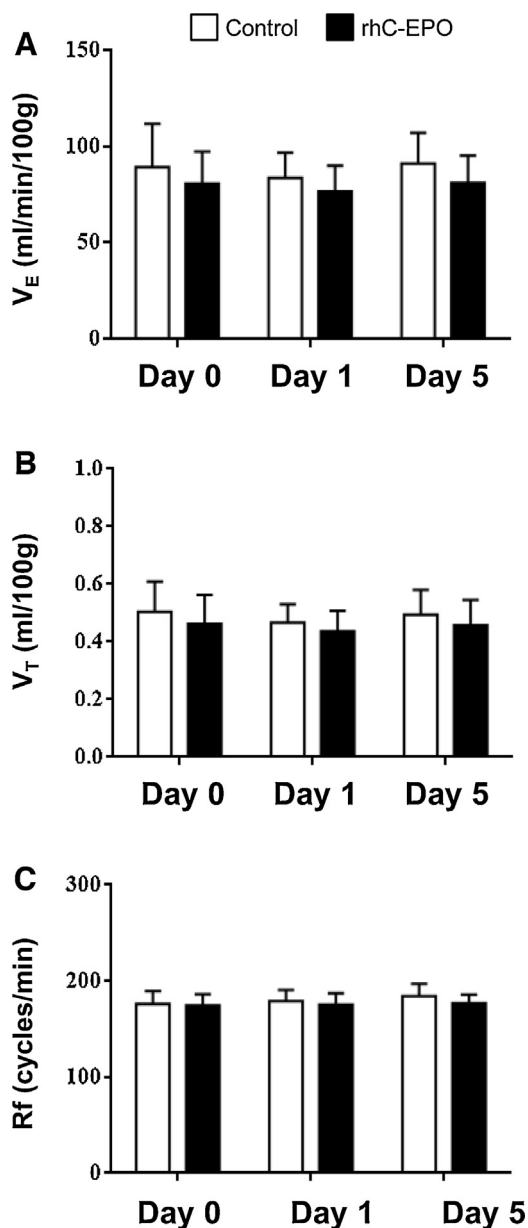 Control rhC-EPO
A
150
100
50
0
V_E (ml/min/100g)
Day 0 Day 1 Day 5
B
1.0
0.8
0.6
0.4
0.2
0.0
V_T (ml/100g)
Day 0 Day 1 Day 5
C
300
200
100
0
Rf (cycles/min)
Day 0 Day 1 Day 5